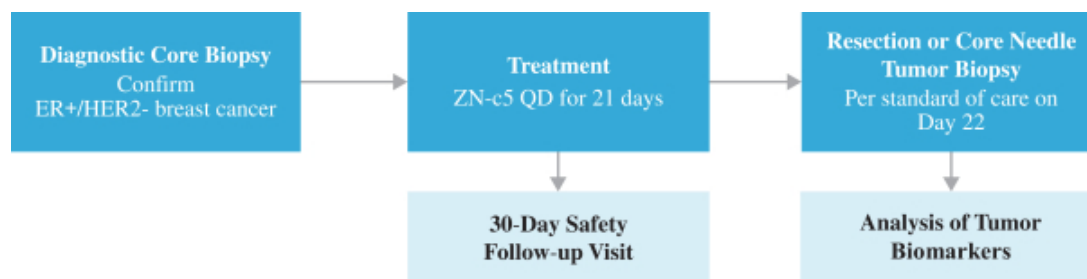 Diagnostic Core Biopsy
Confirm
ER+/HER2- breast cancer
Treatment
ZN-c5 QD for 21 days
Resection or Core Needle
Tumor Biopsy
Per standard of care on
Day 22
30-Day Safety
Follow-up Visit
Analysis of Tumor
Biomarkers